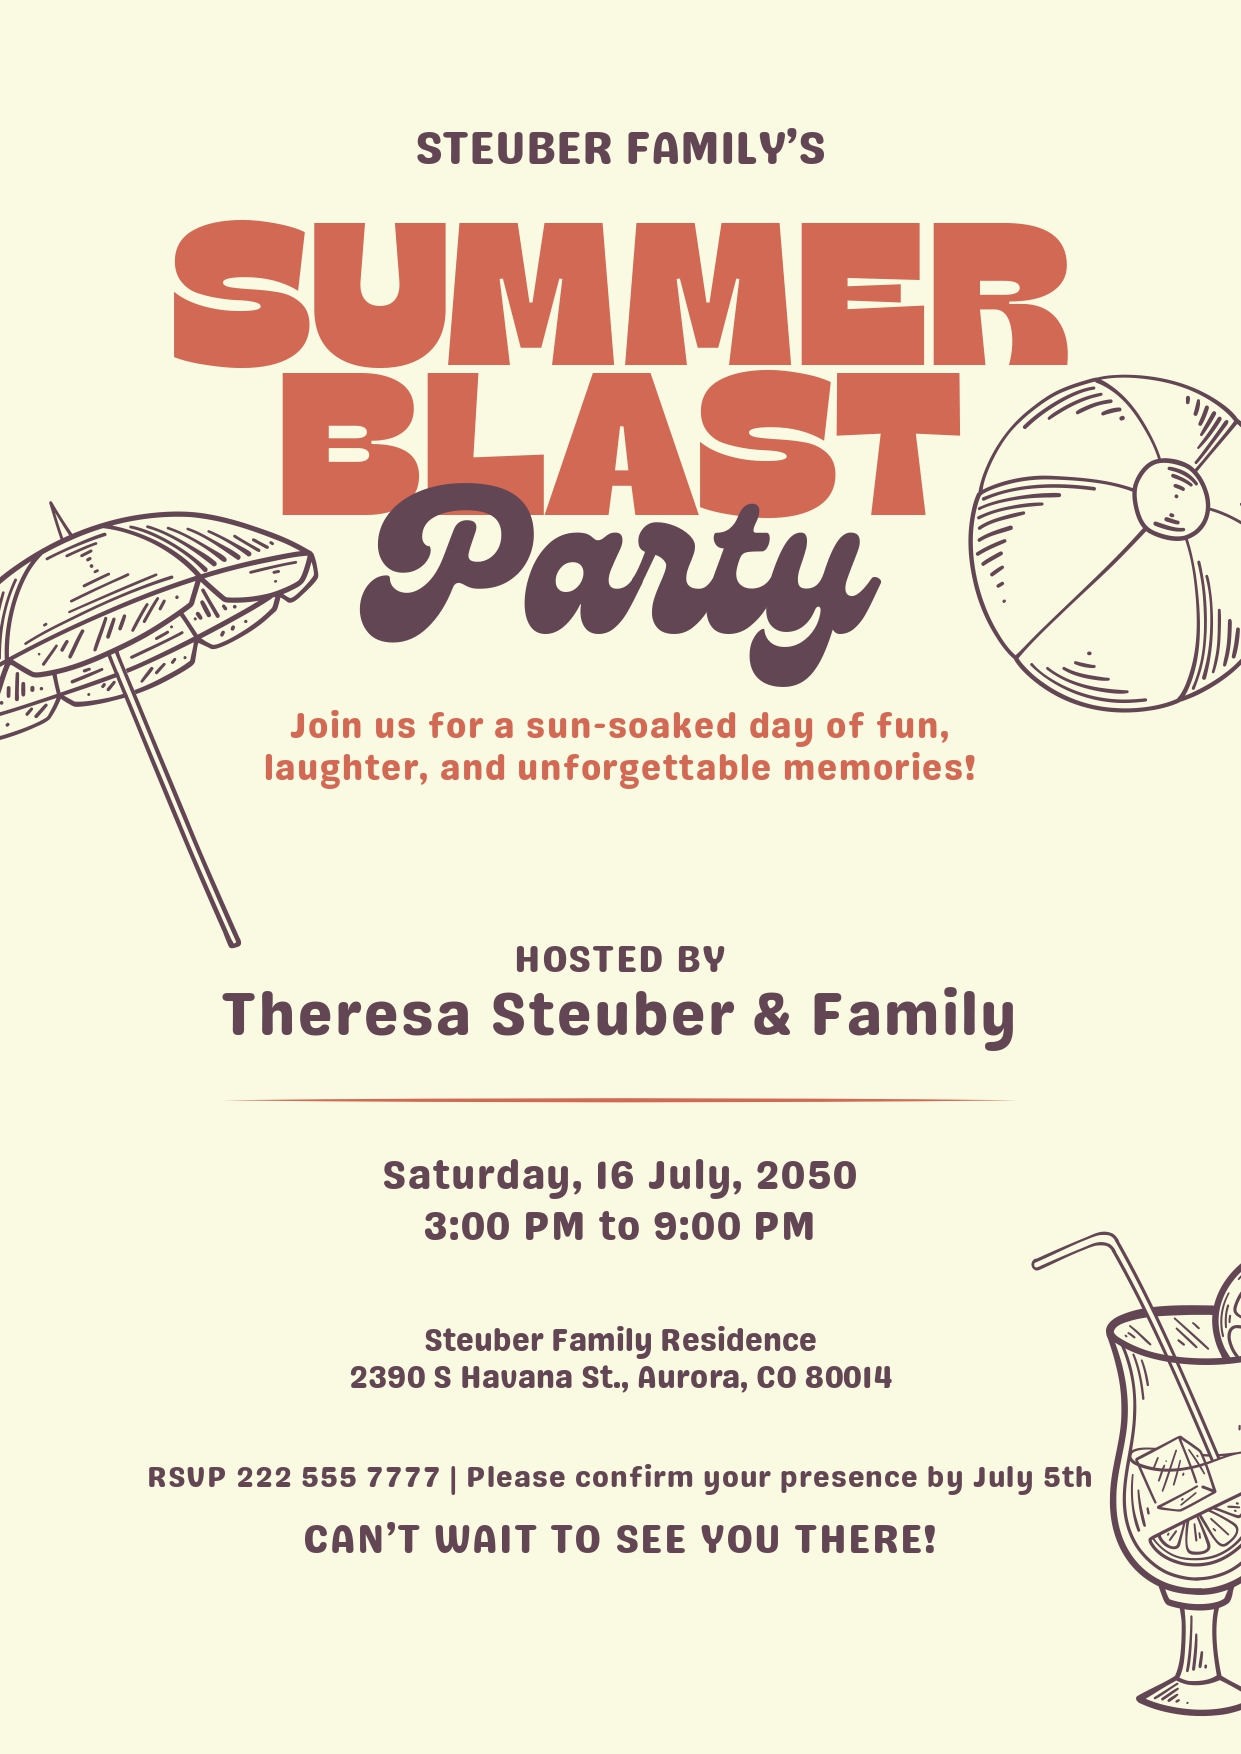 STEUBER FAMILY’S
SUMMER
BLAST
Party
Join us for a sun-soaked day of fun,
laughter, and unforgettable memories!
HOSTED BY
Theresa Steuber & Family
Saturday, 16 July, 2050
3:00 PM to 9:00 PM
Steuber Family Residence
2390 S Havana St., Aurora, CO 80014
RSVP 222 555 7777 | Please confirm your presence by July 5th
CAN’T WAIT TO SEE YOU THERE!